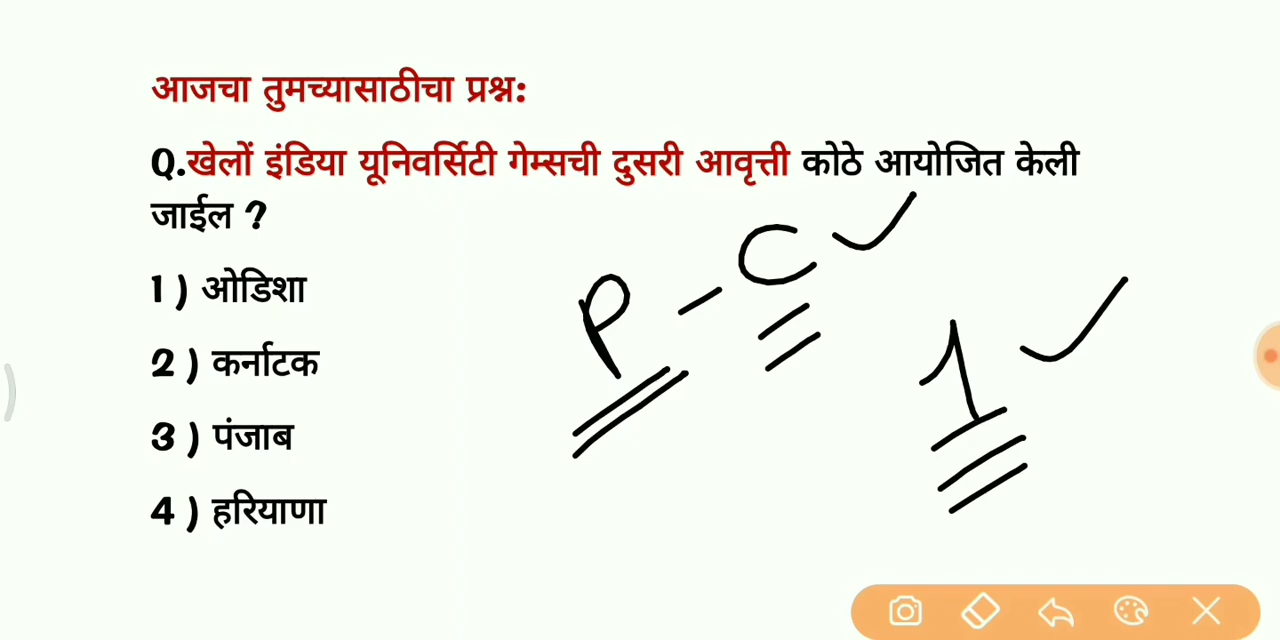 आजचा तुमच्यासाठीचा प्रश्न:
Q.खेलों इंडिया यूनिवर्सिटी गेम्सची दुसरी आवृत्ती कोठे आयोजित केली
जाईल ?
1 ) ओडिशा
2 ) कर्नाटक
3 ) पंजाब
4 ) हरियाणा
P - C
1